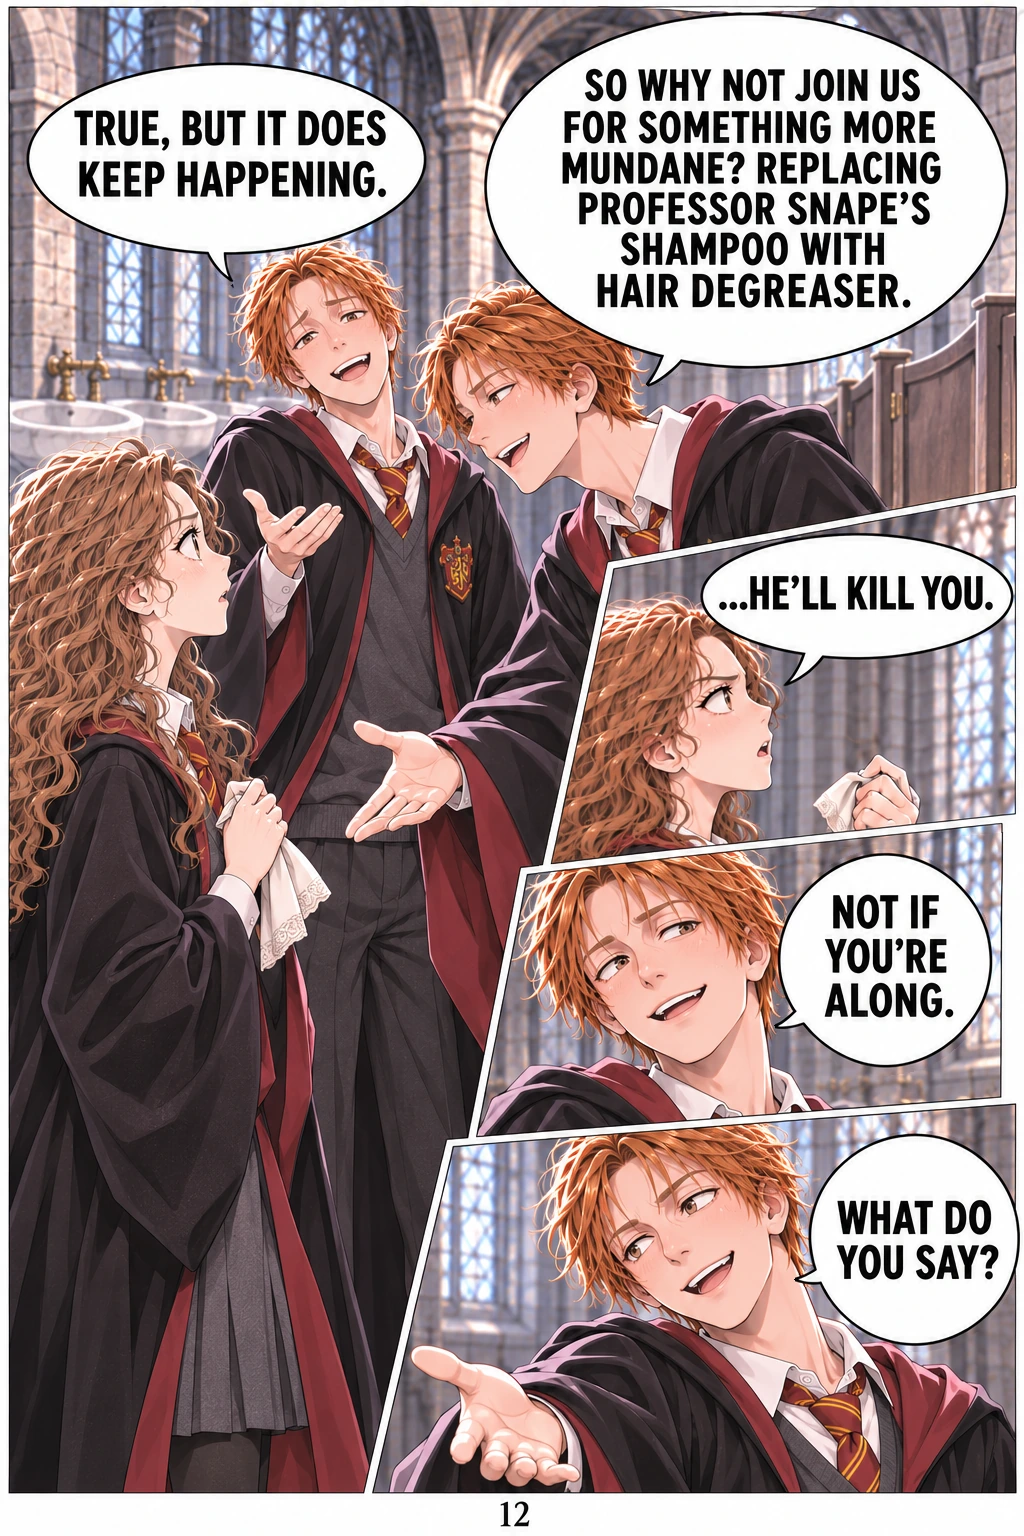 TRUE, BUT IT DOES
KEEP HAPPENING.
SO WHY NOT JOIN US
FOR SOMETHING MORE
MUNDANE? REPLACING
PROFESSOR SNAPE'S
SHAMPOO WITH
HAIR DEGREASER.
...HE'LL KILL YOU.
NOT IF
YOU'RE
ALONG.
WHAT DO
YOU SAY?
12